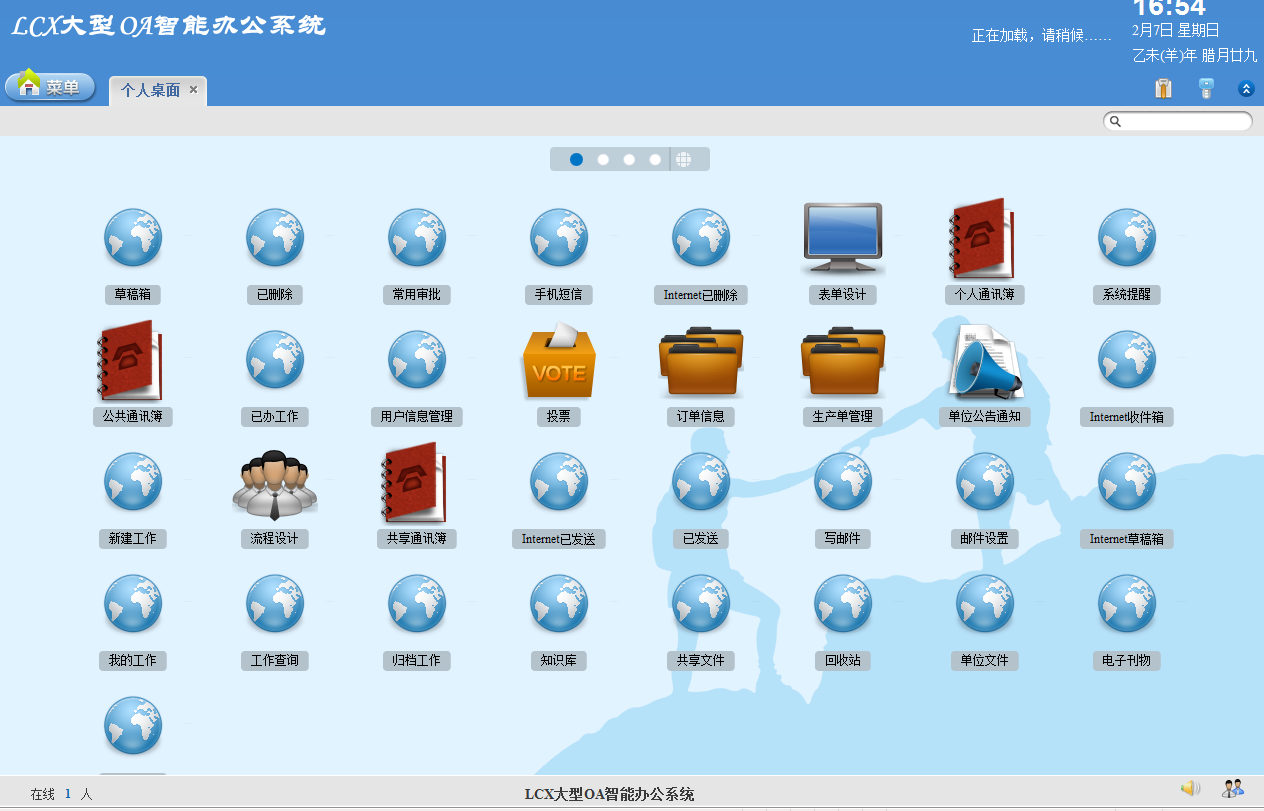 LCX大型OA智能办公系统
16:54
正在加载，请稍候……
2月7日 星期日
乙未(羊)年 腊月廿九
菜单
个人桌面 ×
草稿箱
已删除
常用审批
手机短信
Internet已删除
表单设计
个人通讯簿
系统提醒
VOTE
公共通讯簿
已办工作
用户信息管理
投票
订单信息
生产单管理
单位公告通知
Internet收件箱
新建工作
流程设计
共享通讯簿
Internet已发送
已发送
写邮件
邮件设置
Internet草稿箱
我的工作
工作查询
归档工作
知识库
共享文件
回收站
单位文件
电子刊物
在线 1 人
LCX大型OA智能办公系统